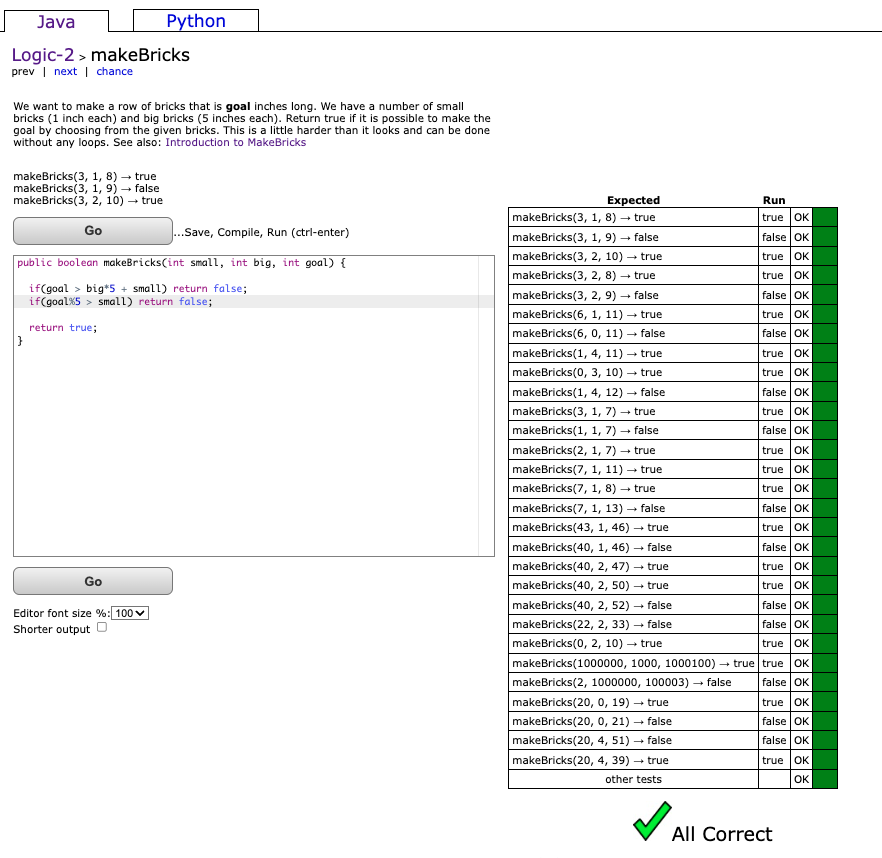 Java
Python
Logic-2 > makeBricks
prev | next | chance
We want to make a row of bricks that is goal inches long. We have a number of small
bricks (1 inch each) and big bricks (5 inches each). Return true if it is possible to make the
goal by choosing from the given bricks. This is a little harder than it looks and can be done
without any loops. See also: Introduction to MakeBricks
makeBricks(3, 1, 8) → true
makeBricks(3, 1, 9) → false
makeBricks(3, 2, 10) → true
Go
...Save, Compile, Run (ctrl-enter)
public boolean makeBricks(int small, int big, int goal) {
if(goal > big*5 + small) return false;
if(goal%5 > small) return false;
return true;
}
Go
Editor font size %: 100
Shorter output
Expected Run
makeBricks(3, 1, 8) → true true OK
makeBricks(3, 1, 9) → false false OK
makeBricks(3, 2, 10) → true true OK
makeBricks(3, 2, 8) → true true OK
makeBricks(3, 2, 9) → false false OK
makeBricks(6, 1, 11) → true true OK
makeBricks(6, 0, 11) → false false OK
makeBricks(1, 4, 11) → true true OK
makeBricks(0, 3, 10) → true true OK
makeBricks(1, 4, 12) → false false OK
makeBricks(3, 1, 7) → true true OK
makeBricks(1, 1, 7) → false false OK
makeBricks(2, 1, 7) → true true OK
makeBricks(7, 1, 11) → true true OK
makeBricks(7, 1, 8) → true true OK
makeBricks(7, 1, 13) → false false OK
makeBricks(43, 1, 46) → true true OK
makeBricks(40, 1, 46) → false false OK
makeBricks(40, 2, 47) → true true OK
makeBricks(40, 2, 50) → true true OK
makeBricks(40, 2, 52) → false false OK
makeBricks(22, 2, 33) → false false OK
makeBricks(0, 2, 10) → true true OK
makeBricks(1000000, 1000, 1000100) → true true OK
makeBricks(2, 1000000, 100003) → false false OK
makeBricks(20, 0, 19) → true true OK
makeBricks(20, 0, 21) → false false OK
makeBricks(20, 4, 51) → false false OK
makeBricks(20, 4, 39) → true true OK
other tests OK
All Correct